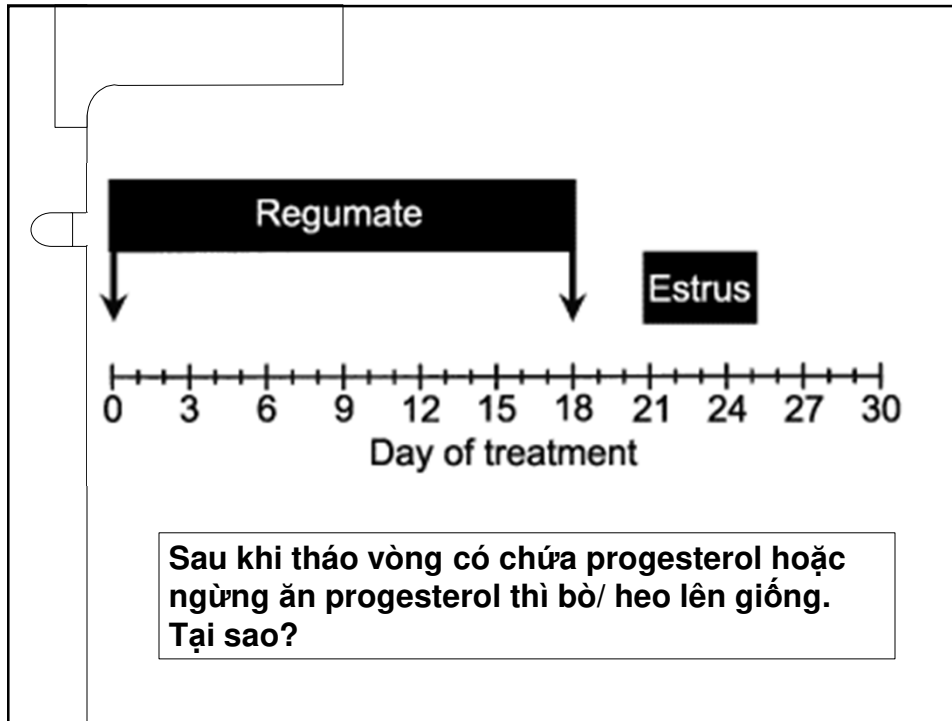 Regumate
Estrus
0 3 6 9 12 15 18 21 24 27 30
Day of treatment
Sau khi tháo vòng có chứa progesterol hoặc
ngừng ăn progesterol thì bò/ heo lên giống.
Tại sao?